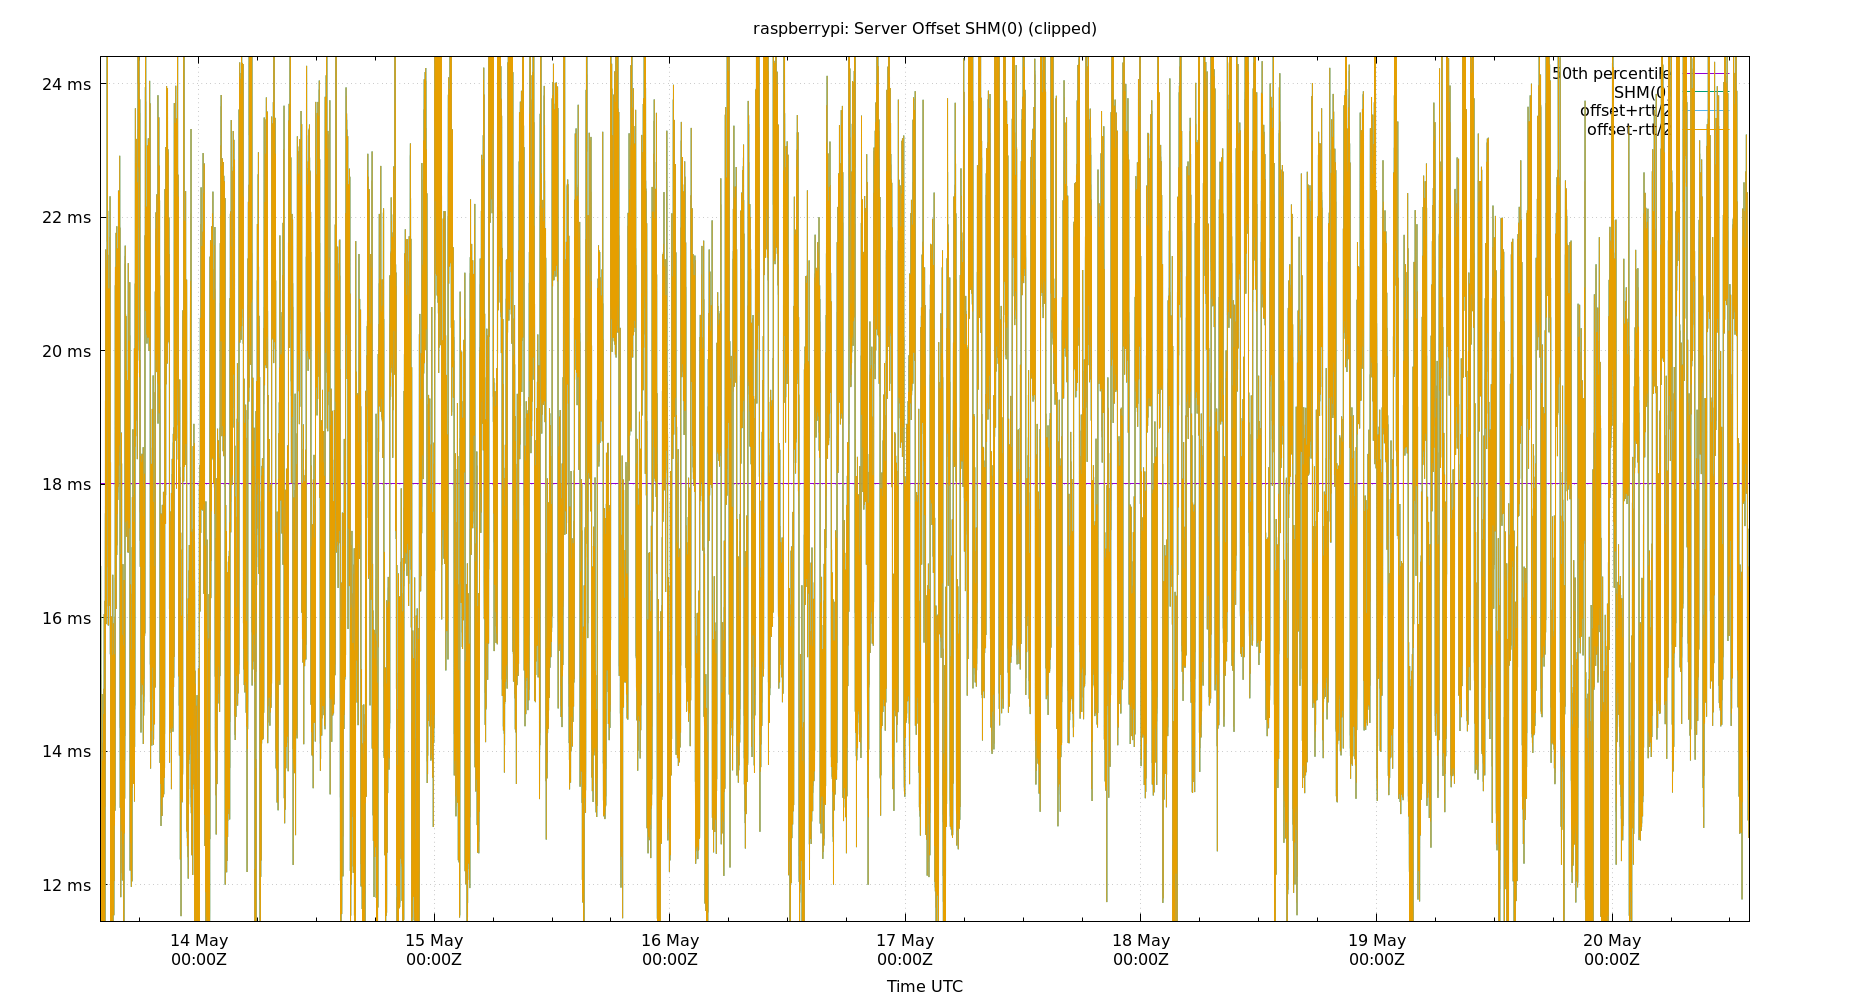 raspberrypi: Server Offset SHM(0) (clipped)
24 ms
22 ms
20 ms
18 ms
16 ms
14 ms
12 ms
50th percentile
SHM(0)
offset+rtt/2
offset-rtt/2
14 May
00:00Z
15 May
00:00Z
16 May
00:00Z
17 May
00:00Z
18 May
00:00Z
19 May
00:00Z
20 May
00:00Z
Time UTC